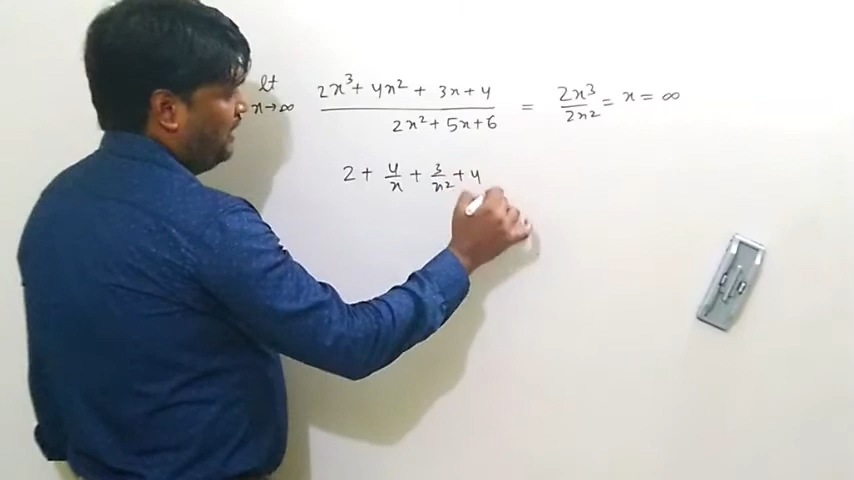 lt 2x³ + 4x² + 3x + 4 = 2x³ = x = ∞
x→∞ 2x² + 5x + 6 2x²
2 + 4/x + 3/x² + 4